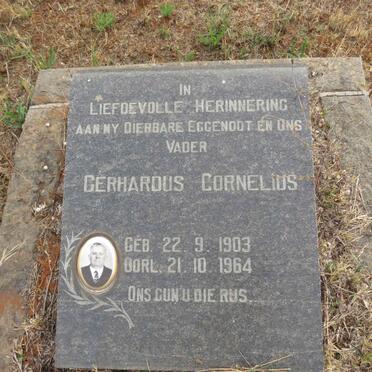 IN
LIEFDEVOLLE HERINNERING
AAN MY DIERBARE EGGENOOT EN ONS
VADER
GERHARDUS CORNELIUS
GEB. 22. 9. 1903
OORL. 21. 10. 1964
ONS GUN U DIE RUS.